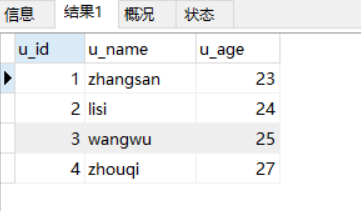 信息 结果1 概况 状态
u_id u_name u_age
1 zhangsan 23
2 lisi 24
3 wangwu 25
4 zhouqi 27